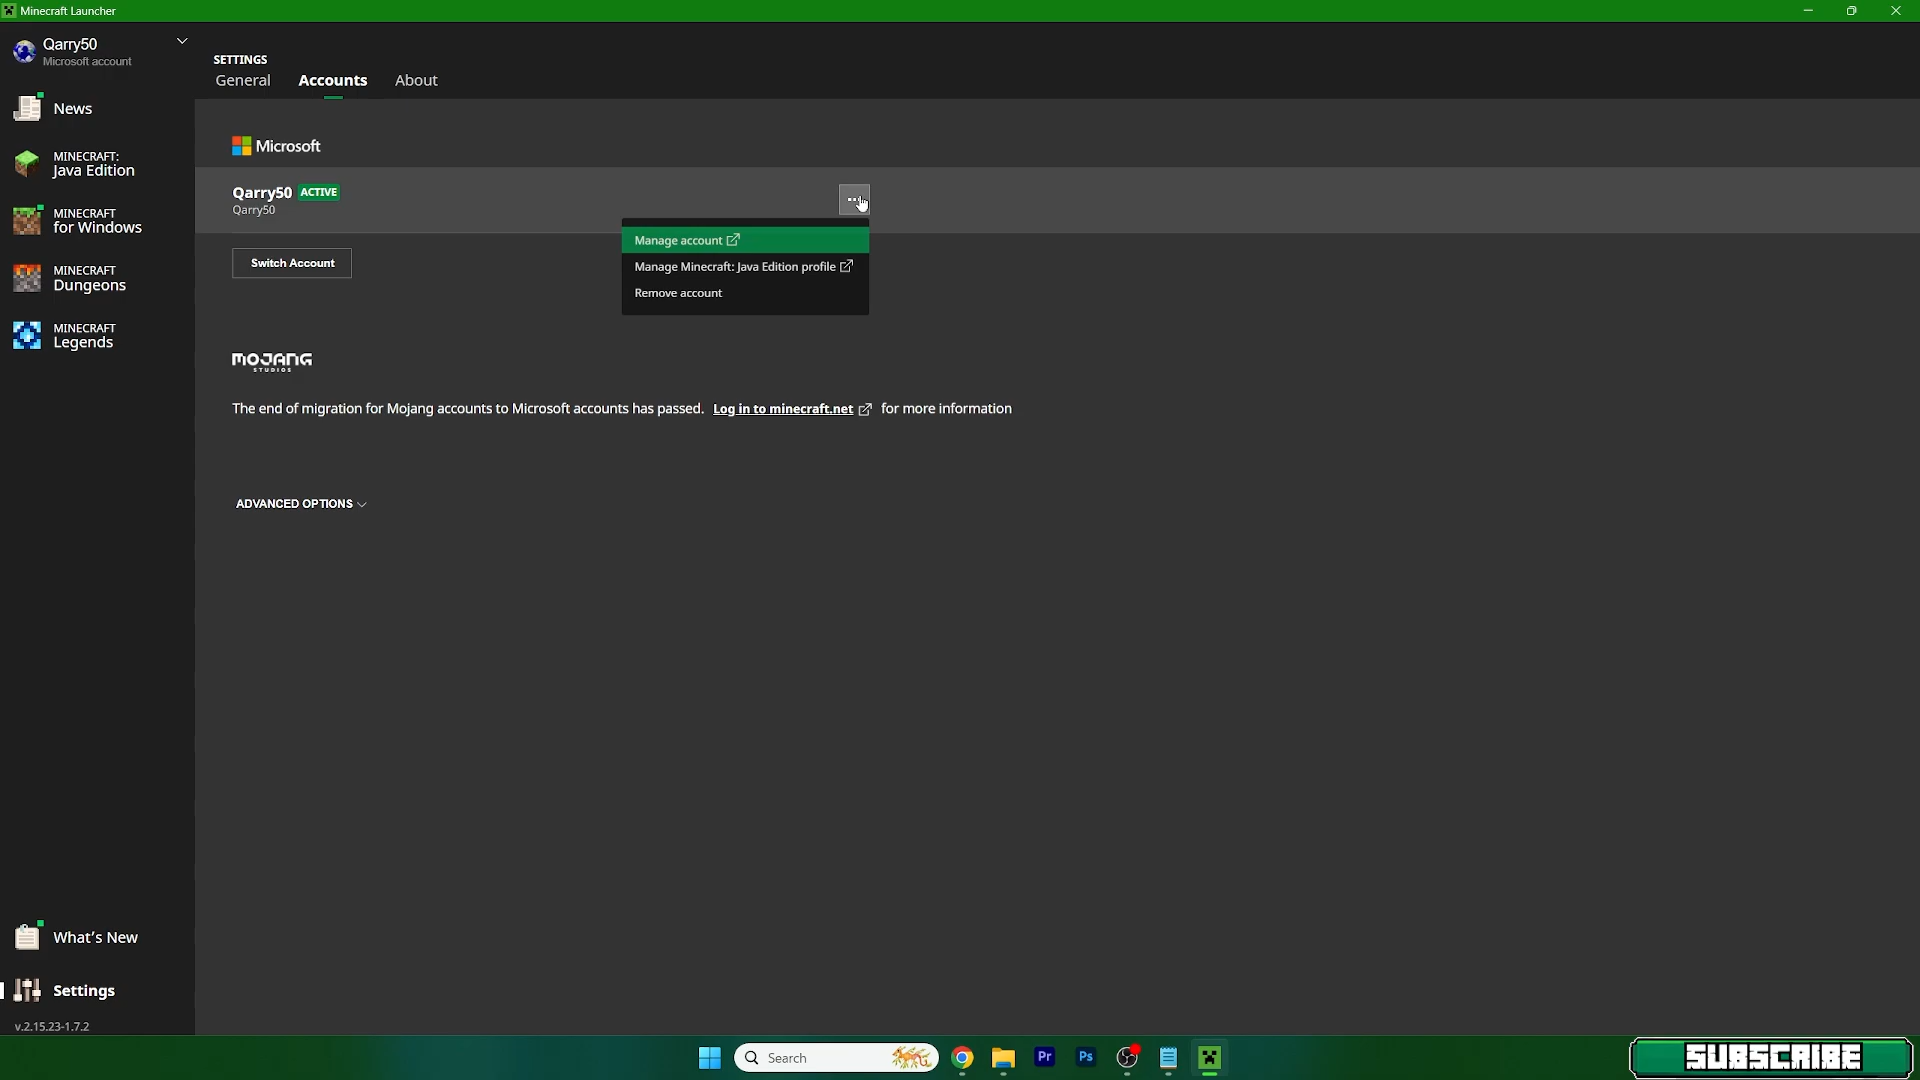 Minecraft Launcher
Qarry50
Microsoft account
News
MINECRAFT:
Java Edition
MINECRAFT
for Windows
MINECRAFT
Dungeons
MINECRAFT
Legends
What's New
Settings
v.2.15.23-1.7.2
SETTINGS
General Accounts About
Microsoft
Qarry50 ACTIVE
Qarry50
Manage account
Manage Minecraft: Java Edition profile
Remove account
Switch Account
MOJANG
STUDIOS
The end of migration for Mojang accounts to Microsoft accounts has passed. Log in to minecraft.net for more information
ADVANCED OPTIONS
Search
Pr
Ps
SUBSCRIBE